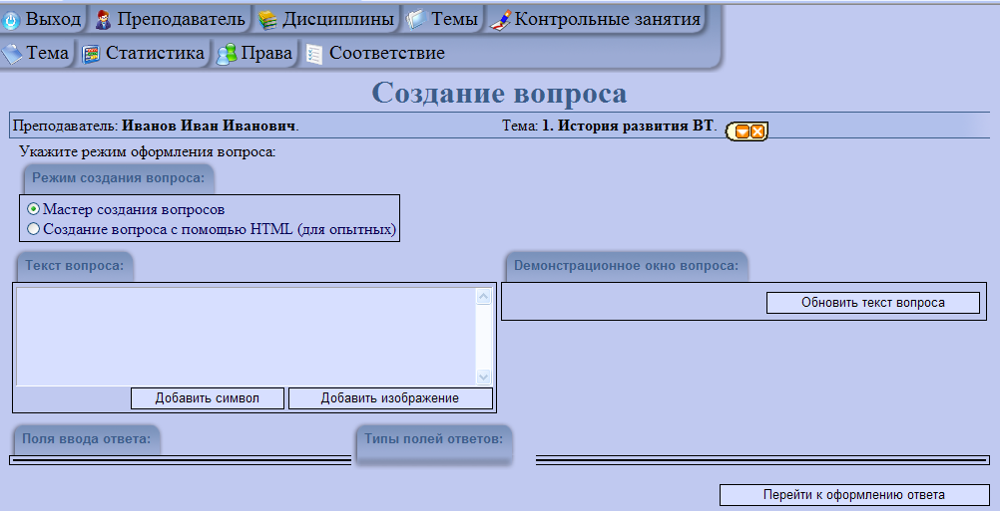 Выход Преподаватель Дисциплины Темы Контрольные занятия
Тема Статистика Права Соответствие
Создание вопроса
Преподаватель: Иванов Иван Иванович. Тема: 1. История развития ВТ.
Укажите режим оформления вопроса:
Режим создания вопроса:
Мастер создания вопросов
Создание вопроса с помощью HTML (для опытных)
Текст вопроса: Демонстрационное окно вопроса:
Обновить текст вопроса
Добавить символ Добавить изображение
Поля ввода ответа: Типы полей ответов:
Перейти к оформлению ответа